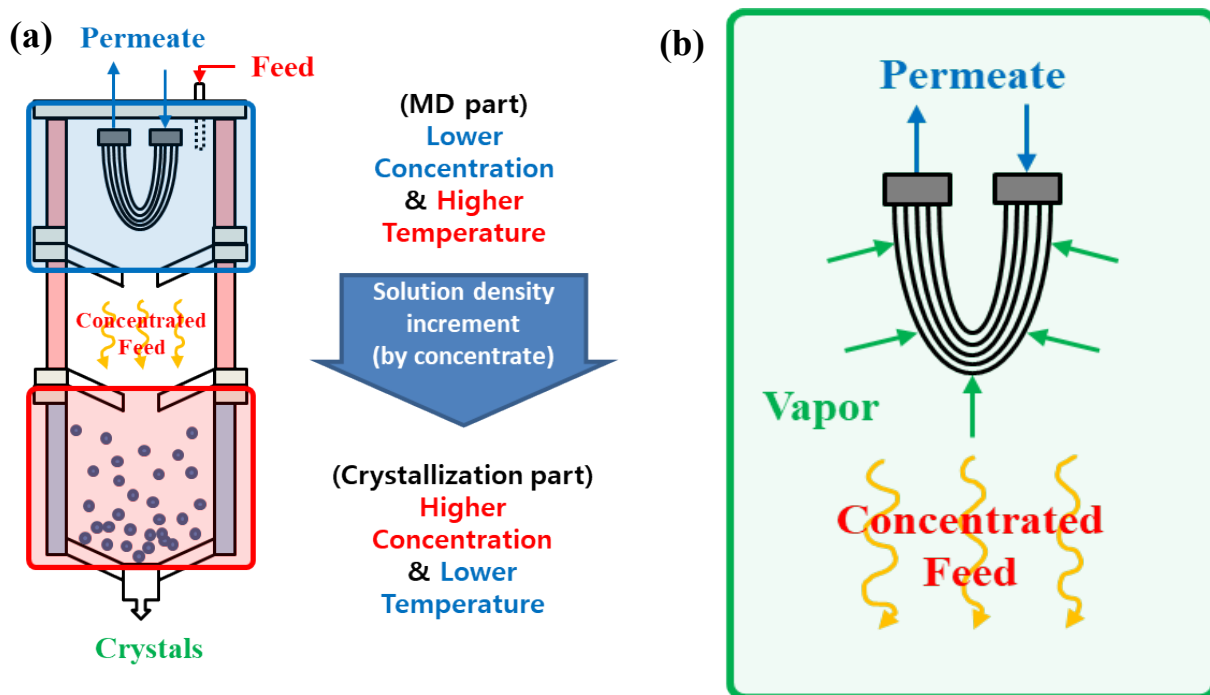 (a)
Permeate
Feed
(MD part)
Lower
Concentration
& Higher
Temperature
Concentrated
Feed
Solution density
increment
(by concentrate)
(Crystallization part)
Higher
Concentration
& Lower
Temperature
Crystals
(b)
Permeate
Vapor
Concentrated
Feed